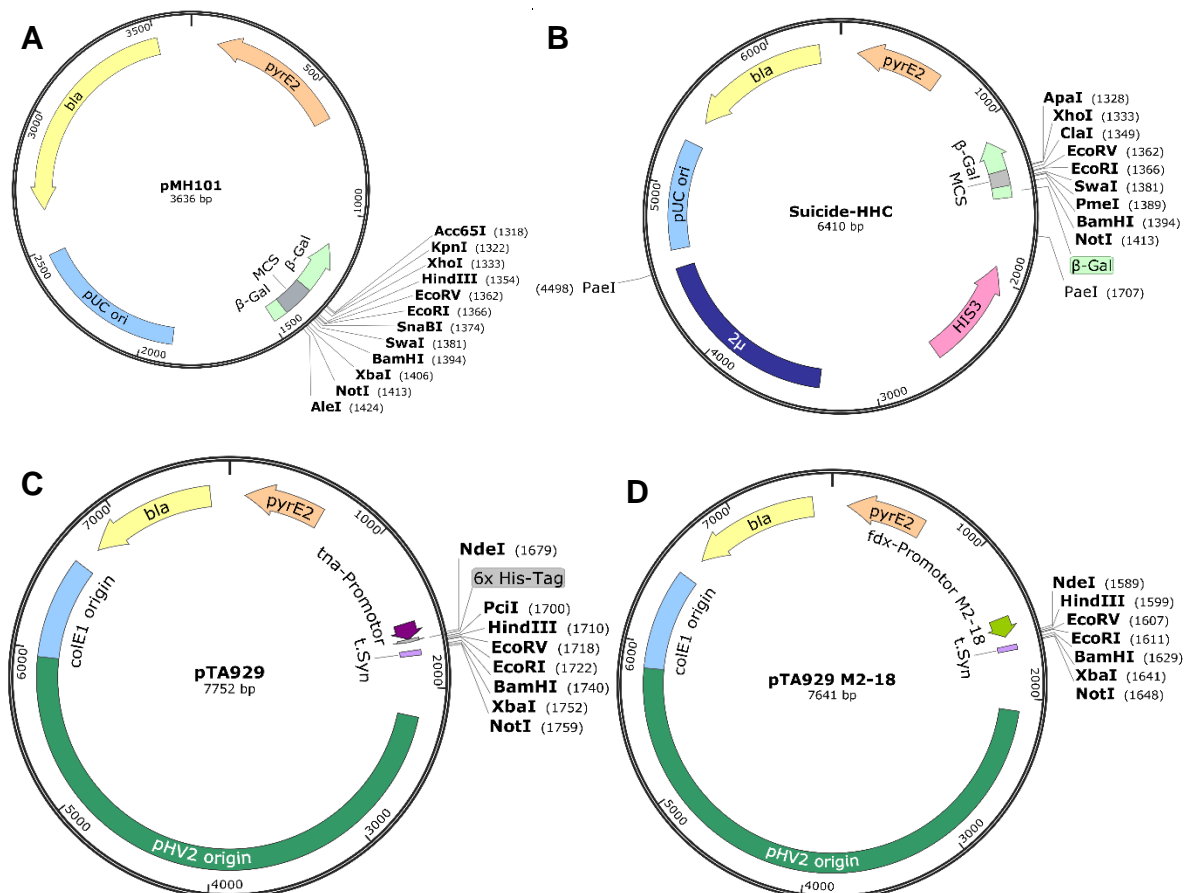 A
3500
500
1000
1500
2000
2500
3000
bla
pyrE2
pUC ori
β-Gal
MCS
β-Gal
pMH101
3636 bp
Acc65I (1318)
KpnI (1322)
XhoI (1333)
HindIII (1354)
EcoRV (1362)
EcoRI (1366)
SnaBI (1374)
SwaI (1381)
BamHI (1394)
XbaI (1406)
NotI (1413)
AleI (1424)
B
6000
1000
2000
3000
4000
5000
bla
pyrE2
pUC ori
2μ
HIS3
β-Gal
MCS
Suicide-HHC
6410 bp
ApaI (1328)
XhoI (1333)
ClaI (1349)
EcoRV (1362)
EcoRI (1366)
SwaI (1381)
PmeI (1389)
BamHI (1394)
NotI (1413)
β-Gal
PaeI (1707)
(4498) PaeI
C
7000
1000
2000
3000
4000
5000
6000
bla
pyrE2
colE1 origin
tna-Promotor
t.Syn
pHV2 origin
pTA929
7752 bp
NdeI (1679)
6x His-Tag
PciI (1700)
HindIII (1710)
EcoRV (1718)
EcoRI (1722)
BamHI (1740)
XbaI (1752)
NotI (1759)
D
7000
1000
2000
3000
4000
5000
6000
bla
pyrE2
colE1 origin
fdx-Promotor M2-18
t.Syn
pHV2 origin
pTA929 M2-18
7641 bp
NdeI (1589)
HindIII (1599)
EcoRV (1607)
EcoRI (1611)
BamHI (1629)
XbaI (1641)
NotI (1648)